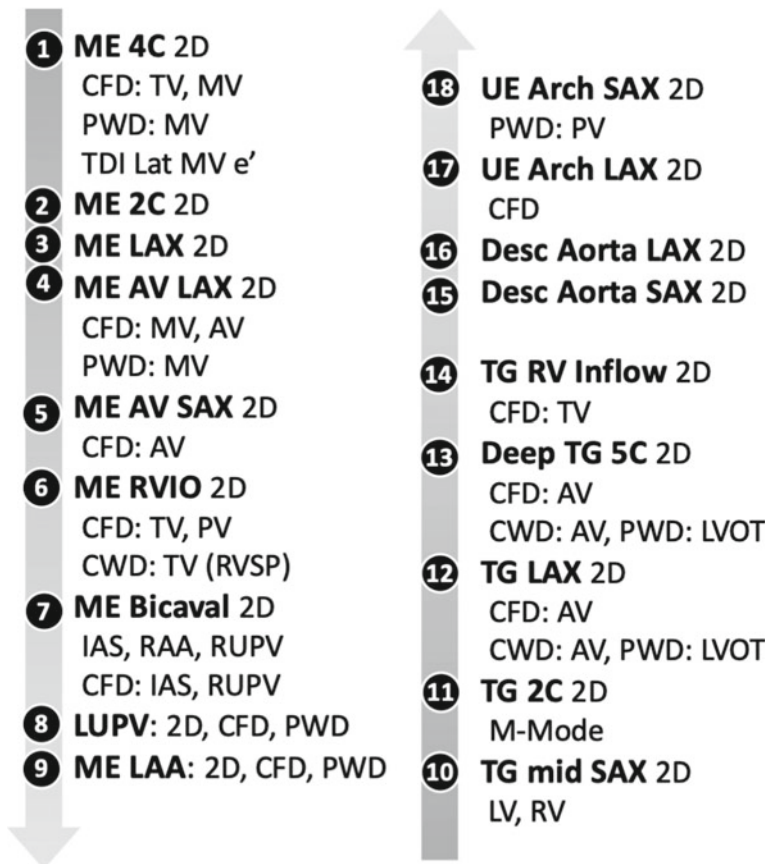 1 ME 4C 2D
CFD: TV, MV
PWD: MV
TDI Lat MV e’
2 ME 2C 2D
3 ME LAX 2D
4 ME AV LAX 2D
CFD: MV, AV
PWD: MV
5 ME AV SAX 2D
CFD: AV
6 ME RVIO 2D
CFD: TV, PV
CWD: TV (RVSP)
7 ME Bicaval 2D
IAS, RAA, RUPV
CFD: IAS, RUPV
8 LUPV: 2D, CFD, PWD
9 ME LAA: 2D, CFD, PWD
18 UE Arch SAX 2D
PWD: PV
17 UE Arch LAX 2D
CFD
16 Desc Aorta LAX 2D
15 Desc Aorta SAX 2D
14 TG RV Inflow 2D
CFD: TV
13 Deep TG 5C 2D
CFD: AV
CWD: AV, PWD: LVOT
12 TG LAX 2D
CFD: AV
CWD: AV, PWD: LVOT
11 TG 2C 2D
M-Mode
10 TG mid SAX 2D
LV, RV